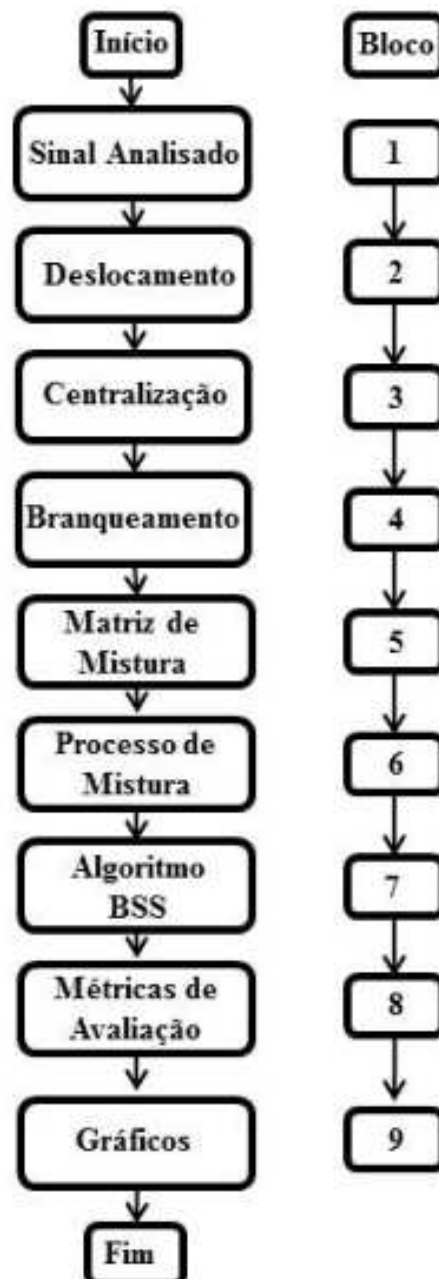 Início
Bloco
Sinal Analisado
1
Deslocamento
2
Centralização
3
Branqueamento
4
Matriz de
Mistura
5
Processo de
Mistura
6
Algoritmo
BSS
7
Métricas de
Avaliação
8
Gráficos
9
Fim